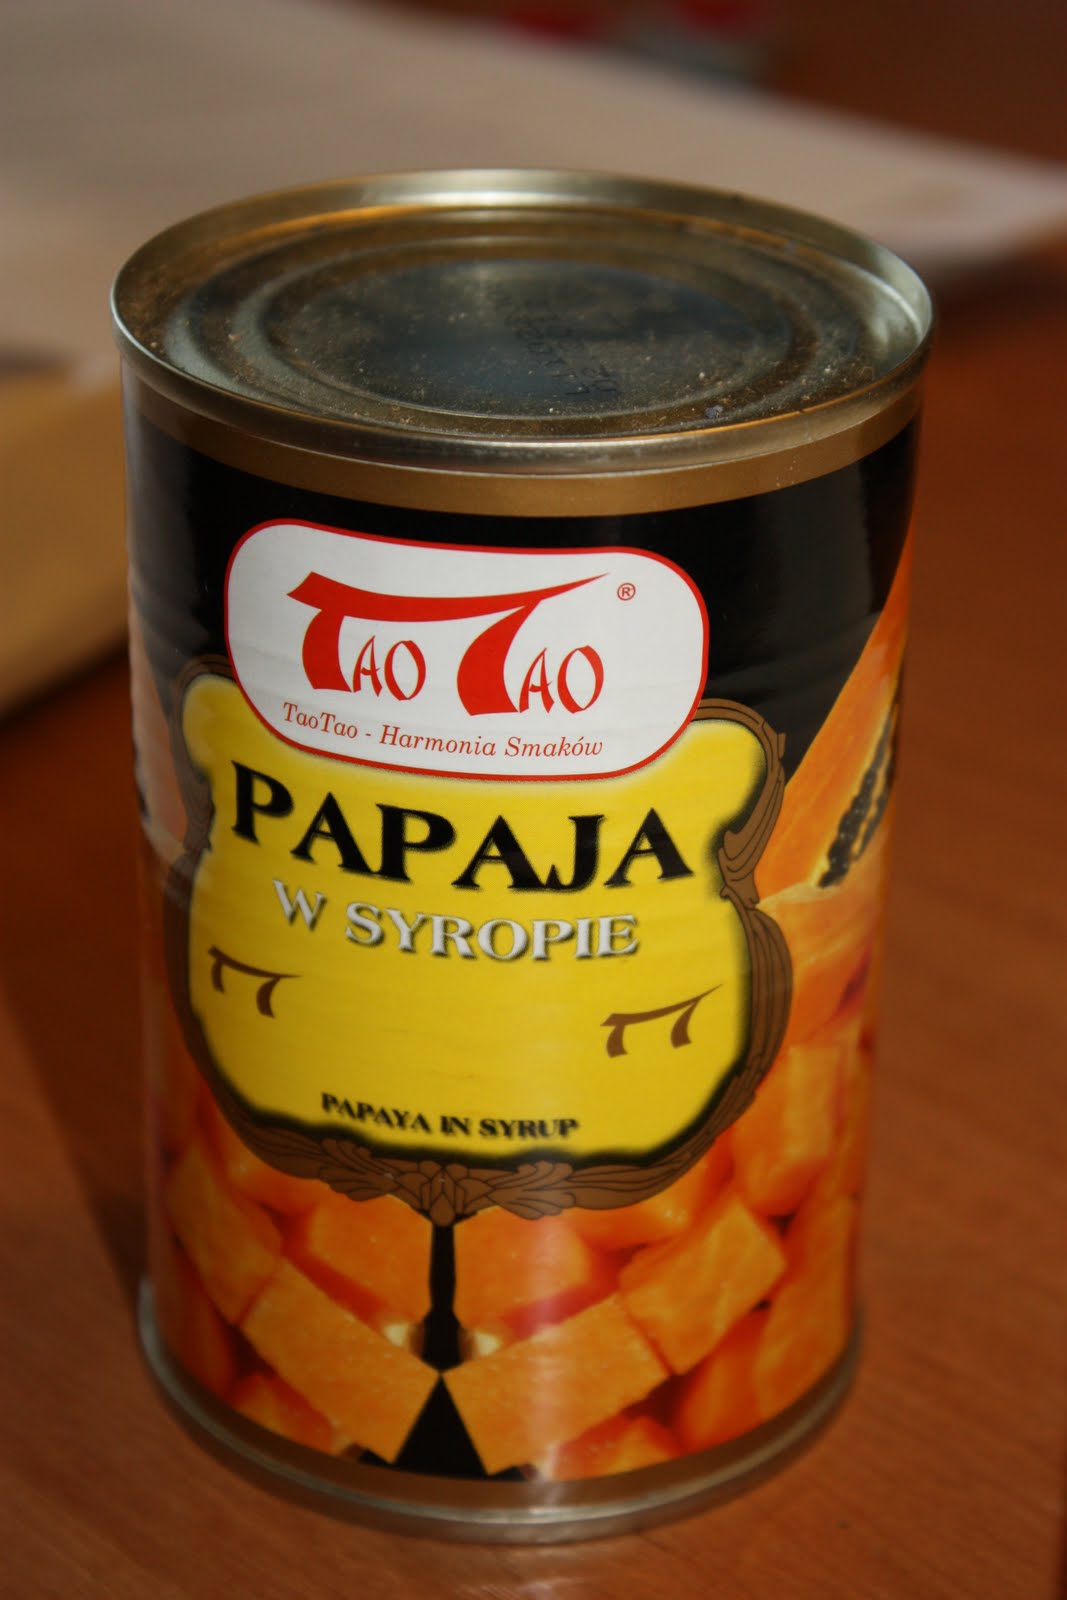 TAO TAO ®
TaoTao - Harmonia Smaków
PAPAJA
W SYROPIE
PAPAYA IN SYRUP